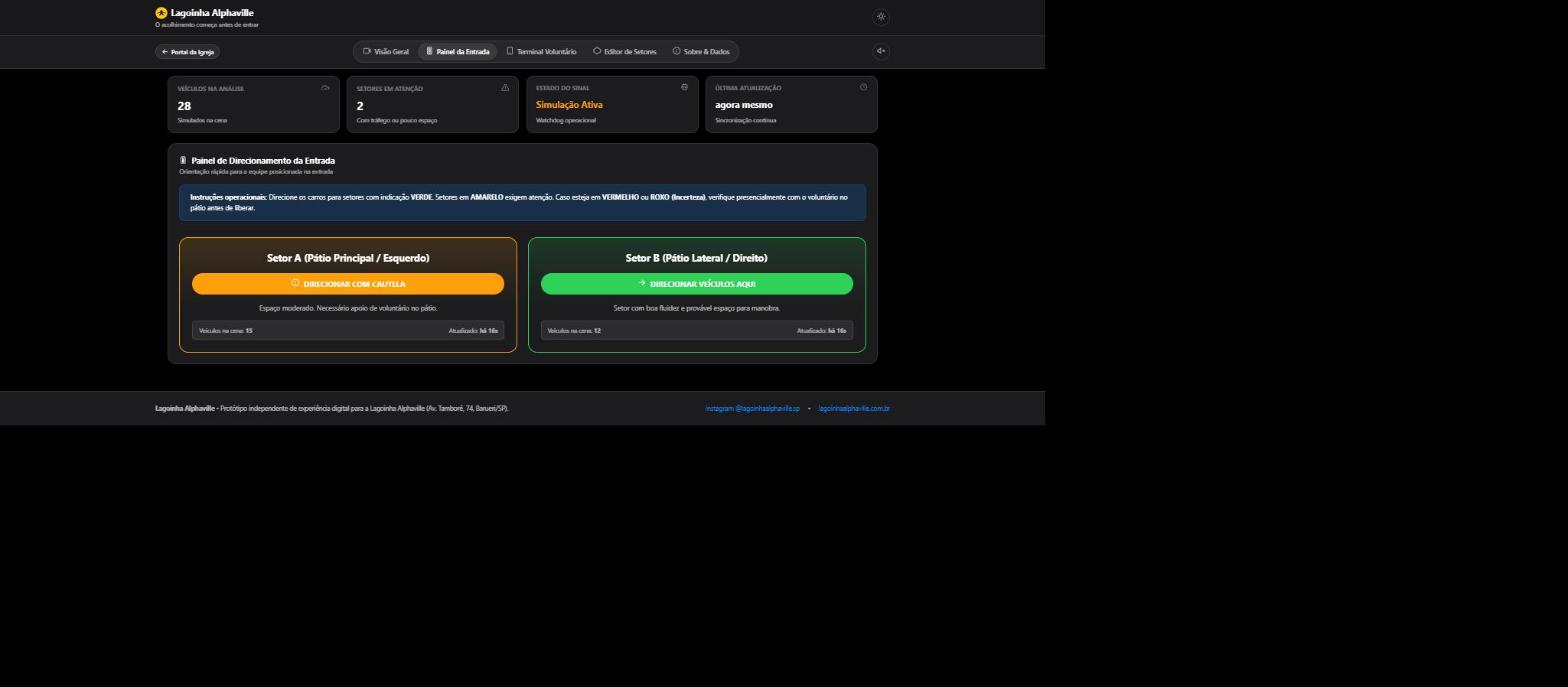 Lagoinha Alphaville
O acolhimento começa antes de entrar
← Portal da Igreja
Visão Geral
Painel da Entrada
Terminal Voluntário
Editor de Setores
Sobre & Dados
VEÍCULOS NA ANÁLISE
28
Simulados na cena
SETORES EM ATENÇÃO
2
Com tráfego ou pouco espaço
ESTADO DO SINAL
Simulação Ativa
Watchdog operacional
ÚLTIMA ATUALIZAÇÃO
agora mesmo
Sincronização contínua
Painel de Direcionamento da Entrada
Orientação rápida para a equipe posicionada na entrada
Instruções operacionais: Direcione os carros para setores com indicação VERDE. Setores em AMARELO exigem atenção. Caso esteja em VERMELHO ou ROXO (Incerteza), verifique presencialmente com o voluntário no
pátio antes de liberar.
Setor A (Pátio Principal / Esquerdo)
DIRECIONAR COM CAUTELA
Espaço moderado. Necessário apoio de voluntário no pátio.
Veículos na cena: 15 Atualizado: há 16s
Setor B (Pátio Lateral / Direito)
→ DIRECIONAR VEÍCULOS AQUI
Setor com boa fluidez e provável espaço para manobra.
Veículos na cena: 12 Atualizado: há 16s
Lagoinha Alphaville - Protótipo independente de experiência digital para a Lagoinha Alphaville (Av. Tamboré, 74, Barueri/SP).
Instagram @lagoinhaalphaville.sp • lagoinhaalphaville.com.br